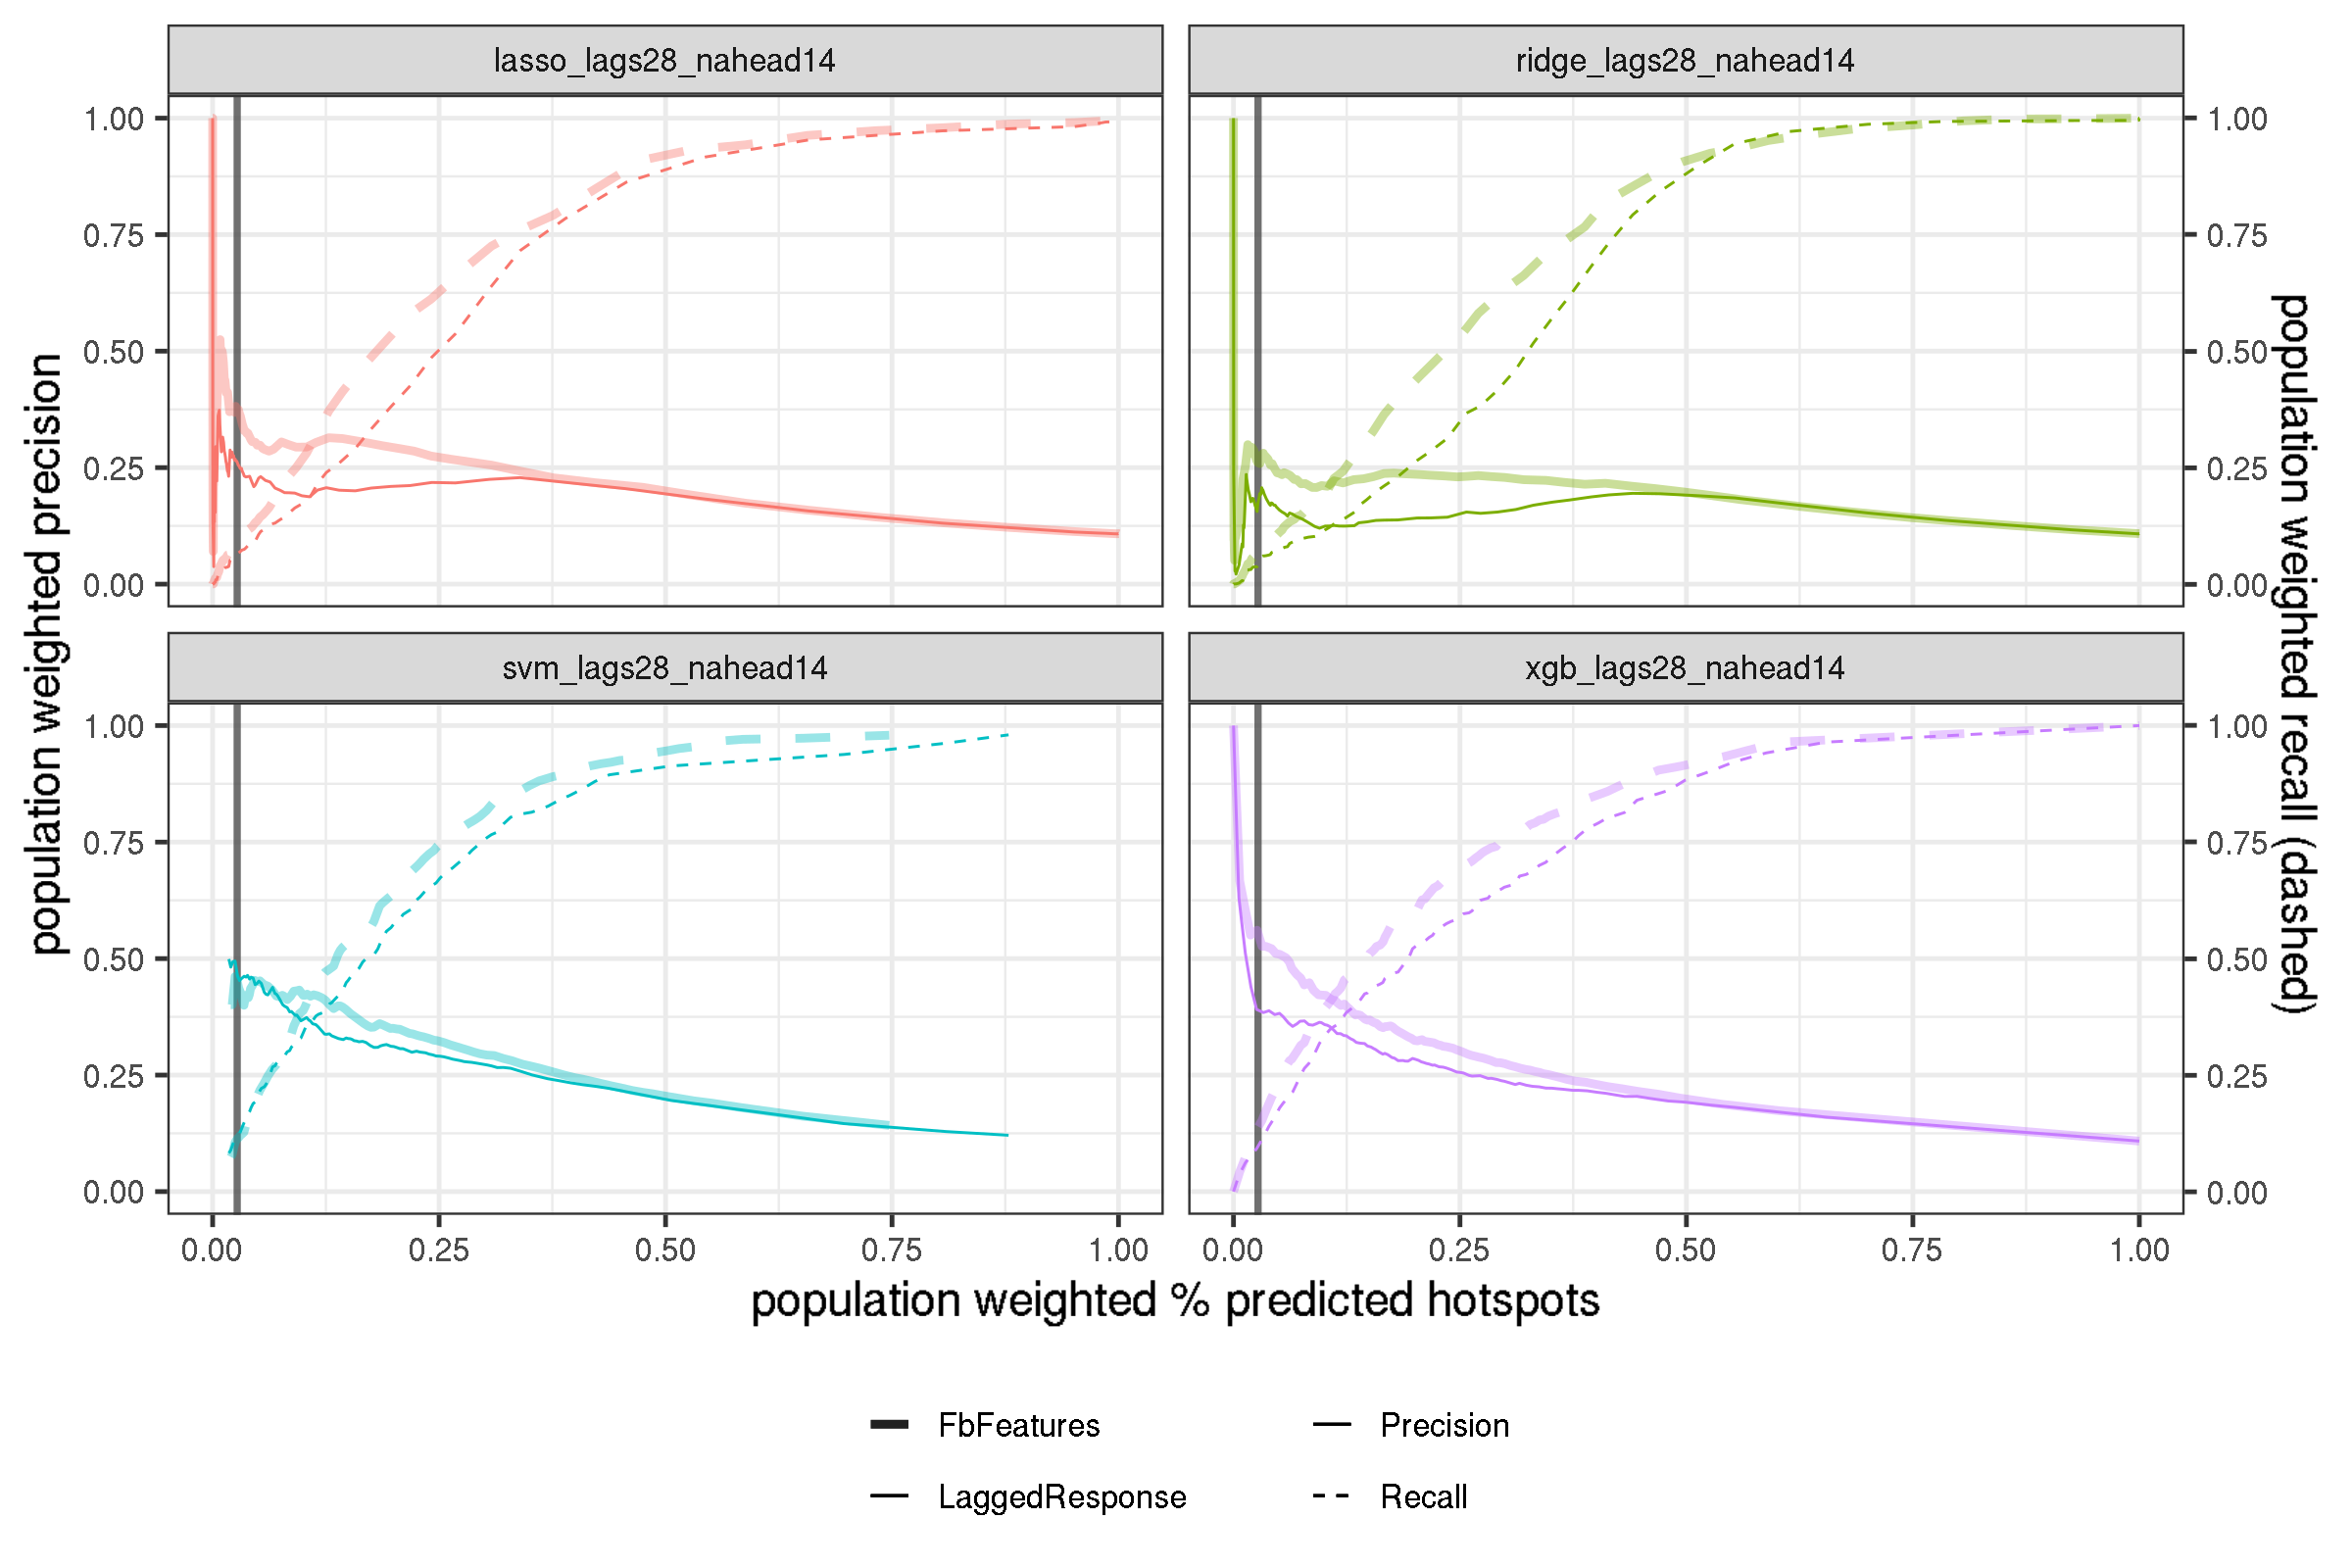 lasso_lags28_nahead14
ridge_lags28_nahead14
1.00
0.75
0.50
0.25
0.00
1.00
0.75
0.50
0.25
0.00
svm_lags28_nahead14
xgb_lags28_nahead14
1.00
0.75
0.50
0.25
0.00
1.00
0.75
0.50
0.25
0.00
0.00 0.25 0.50 0.75 1.00
0.00 0.25 0.50 0.75 1.00
population weighted precision
population weighted recall (dashed)
population weighted % predicted hotspots
FbFeatures
Precision
LaggedResponse
Recall